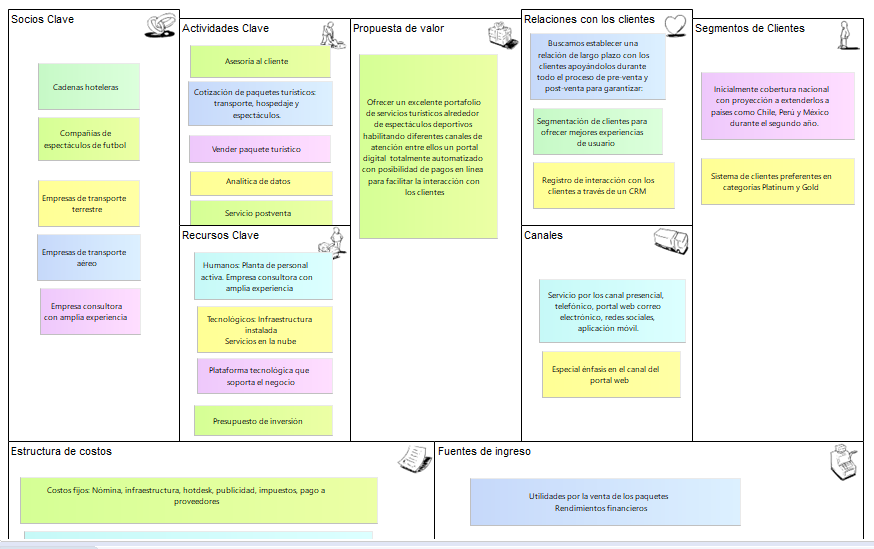 Socios Clave
Cadenas hoteleras
Compañias de
espectáculos de futbol
Empresas de transporte
terrestre
Empresas de transporte
aéreo
Empresa consultora
con amplia experiencia
Actividades Clave
Asesoría al cliente
Cotización de paquetes turísticos:
transporte, hospedaje y
espectáculos.
Vender paquete turístico
Analítica de datos
Servicio postventa
Recursos Clave
Humanos: Planta de personal
activa. Empresa consultora con
amplia experiencia
Tecnológicos: Infraestructura
instalada
Servicios en la nube
Plataforma tecnológica que
soporta el negocio
Presupuesto de inversión
Propuesta de valor
Ofrecer un excelente portafolio
de servicios turísticos alrededor
de espectáculos deportivos
habilitando diferentes canales de
atención entre ellos un portal
digital totalmente automatizado
con posibilidad de pagos en línea
para facilitar la interacción con
los clientes
Relaciones con los clientes
Buscamos establecer una
relación de largo plazo con los
clientes apoyándolos durante
todo el proceso de pre-venta y
post-venta para garantizar:
Segmentación de clientes para
ofrecer mejores experiencias
de usuario
Registro de interacción con los
clientes a través de un CRM
Canales
Servicio por los canal presencial,
telefónico, portal web correo
electrónico, redes sociales,
aplicación móvil.
Especial énfasis en el canal del
portal web
Segmentos de Clientes
Inicialmente cobertura nacional
con proyección a extenderlos a
países como Chile, Perú y México
durante el segundo año.
Sistema de clientes preferentes en
categorías Platinum y Gold
Estructura de costos
Costos fijos: Nómina, infraestructura, hotdesk, publicidad, impuestos, pago a
proveedores
Fuentes de ingreso
Utilidades por la venta de los paquetes
Rendimientos financieros